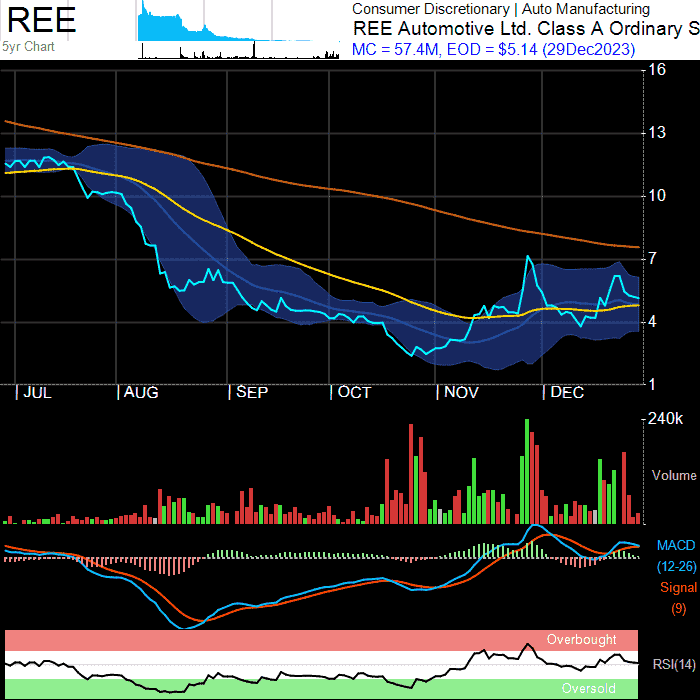 REE
5yr Chart
Consumer Discretionary | Auto Manufacturing
REE Automotive Ltd. Class A Ordinary S
MC = 57.4M, EOD = $5.14 (29Dec2023)
16
13
10
7
4
1
JUL
AUG
SEP
OCT
NOV
DEC
240k
Volume
MACD
(12-26)
Signal
(9)
Overbought
RSI(14)
Oversold